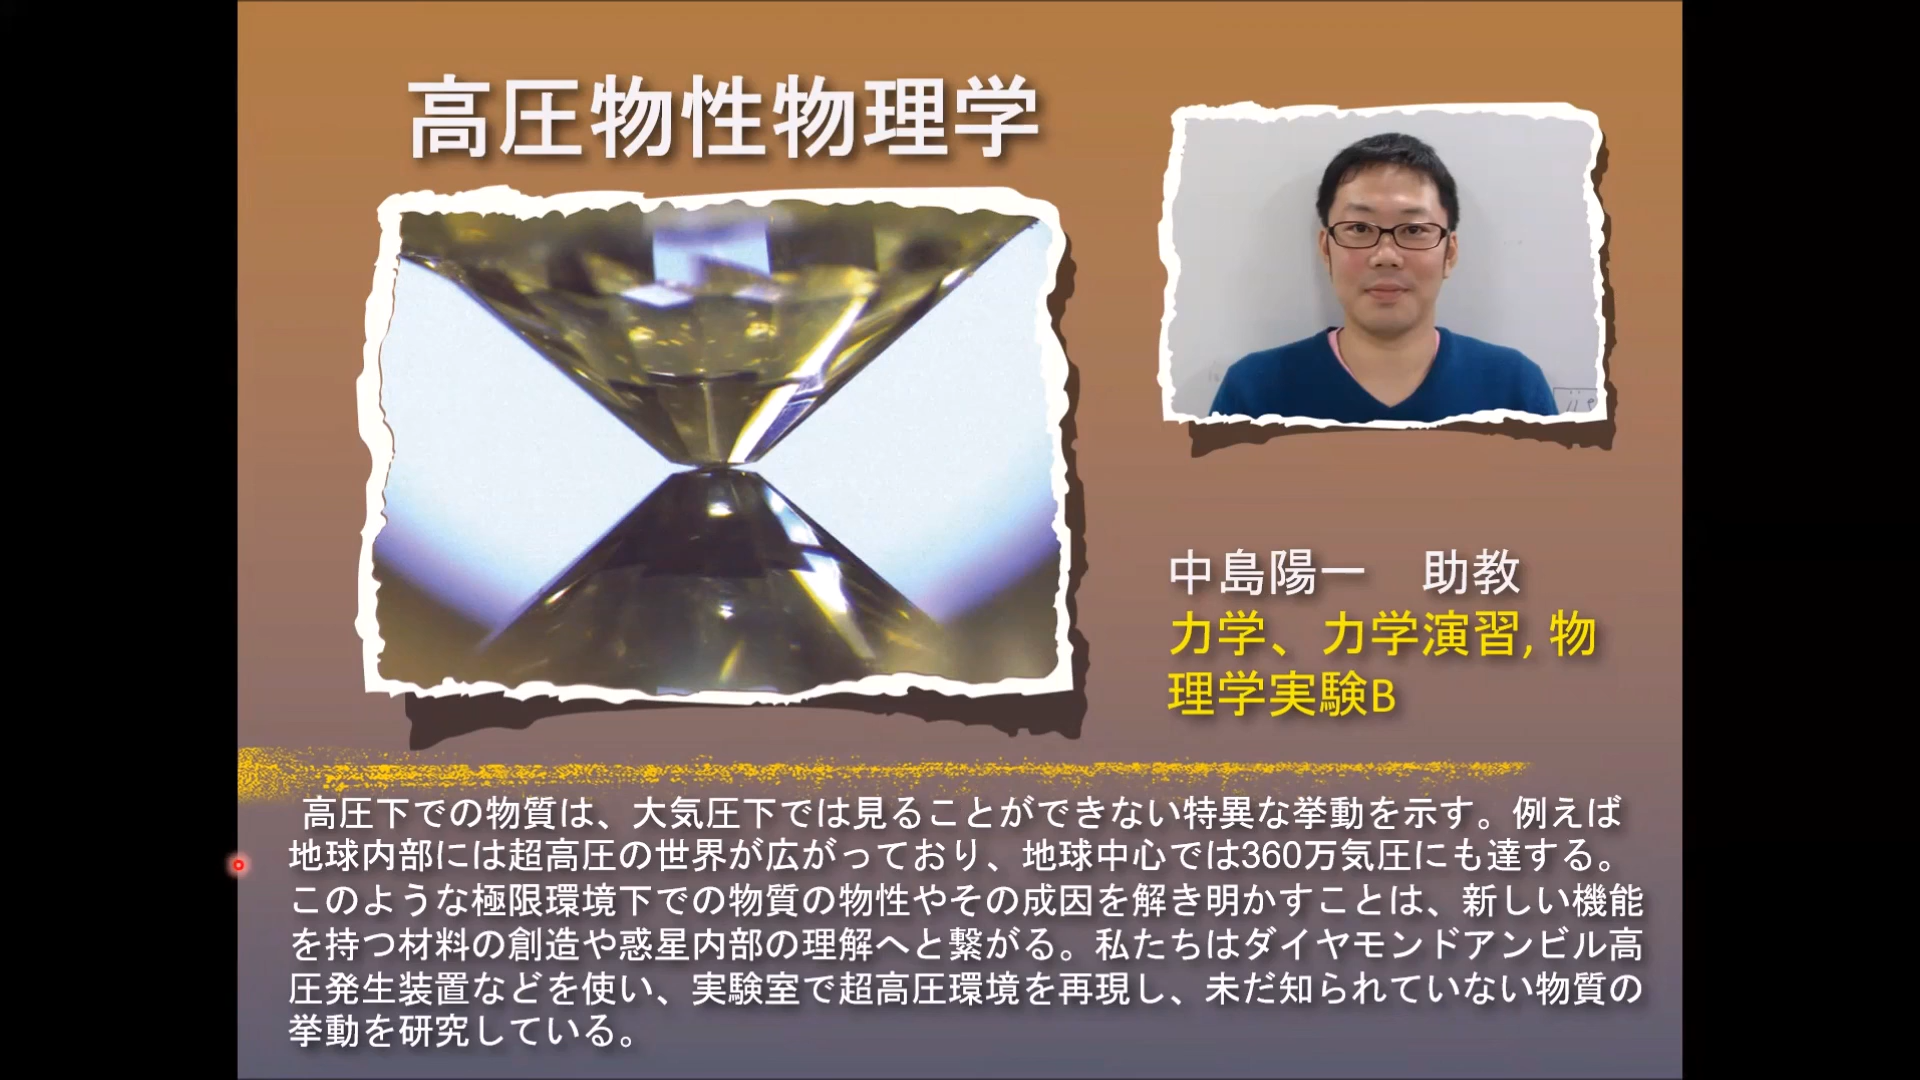 高圧物性物理学
中島陽一　助教
力学、力学演習, 物
理学実験B
高圧下での物質は、大気圧下では見ることができない特異な挙動を示す。例えば
地球内部には超高圧の世界が広がっており、地球中心では360万気圧にも達する。
このような極限環境下での物質の物性やその成因を解き明かすことは、新しい機能
を持つ材料の創造や惑星内部の理解へと繋がる。私たちはダイヤモンドアンビル高
圧発生装置などを使い、実験室で超高圧環境を再現し、未だ知られていない物質の
挙動を研究している。